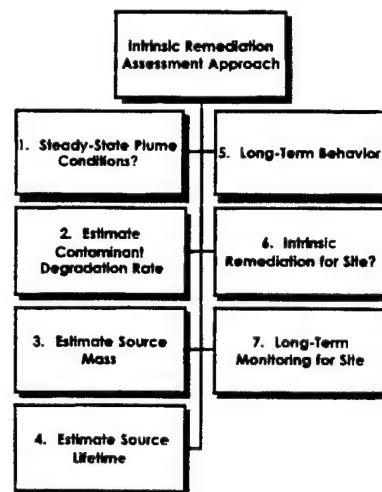 Intrinsic Remediation
Assessment Approach
1. Steady-State Plume
Conditions?
2. Estimate
Contaminant
Degradation Rate
3. Estimate Source
Mass
4. Estimate Source
Lifetime
5. Long-Term Behavior
6. Intrinsic
Remediation for Site?
7. Long-Term
Monitoring for Site